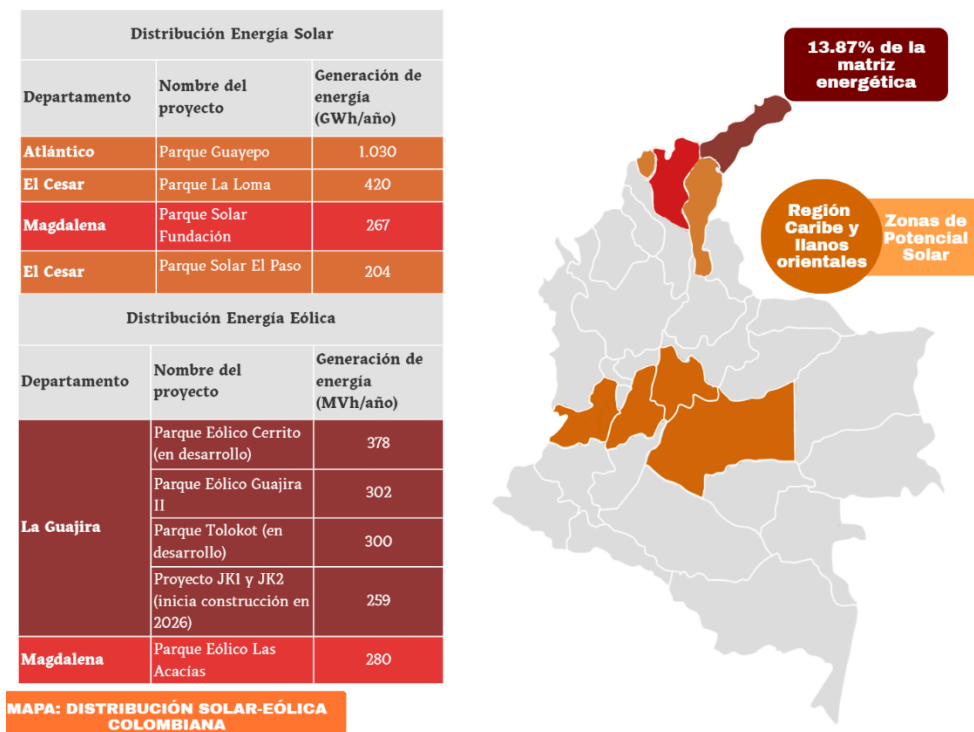 Distribución Energía Solar
Departamento
Nombre del
proyecto
Generación de
energía
(GWh/año)
Atlántico
Parque Guayepo
1.030
El Cesar
Parque La Loma
420
Magdalena
Parque Solar
Fundación
267
El Cesar
Parque Solar El Paso
204
Distribución Energía Eólica
Departamento
Nombre del
proyecto
Generación de
energía
(MVh/año)
La Guajira
Parque Eólico Cerrito
(en desarrollo)
378
Parque Eólico Guajira
II
302
Parque Tolokot (en
desarrollo)
300
Proyecto JK1 y JK2
(inicia construcción en
2026)
259
Magdalena
Parque Eólico Las
Acacías
280
MAPA: DISTRIBUCIÓN SOLAR-EÓLICA
COLOMBIANA
13.87% de la
matriz
energética
Región
Caribe y
llanos
orientales
Zonas de
Potencial
Solar